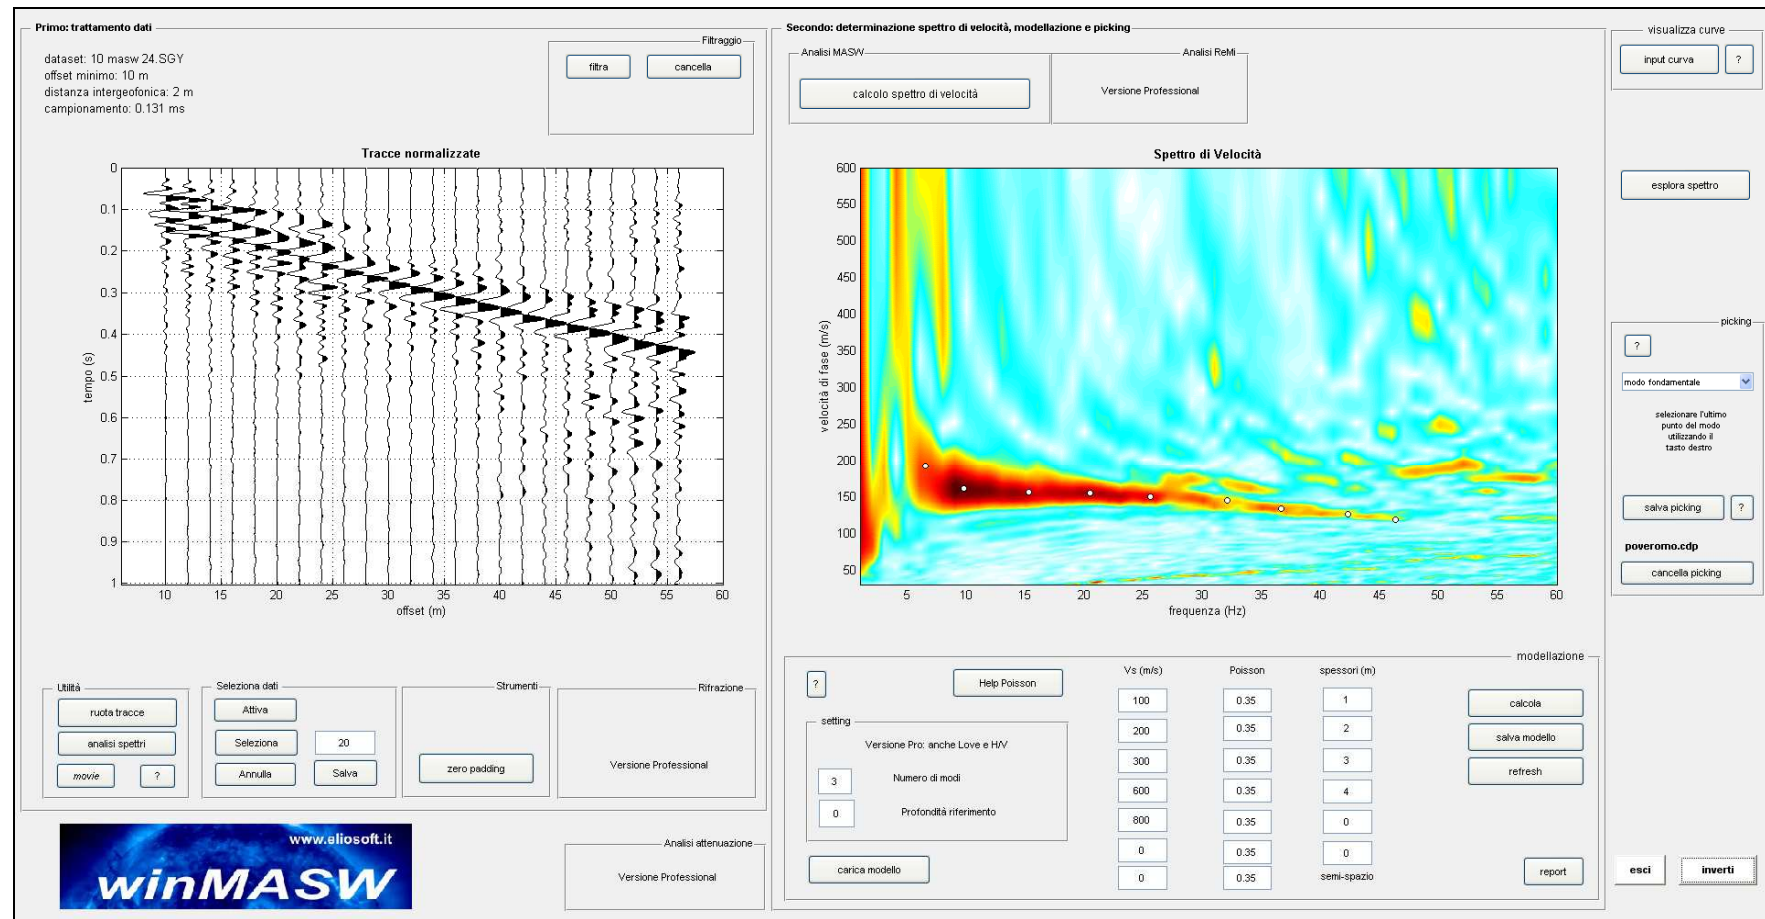 Primo: trattamento dati
dataset: 10 masw 24.SGY
offset minimo: 10 m
distanza intergeofonica: 2 m
campionamento: 0.131 ms
Filtraggio
filtra
cancella
Tracce normalizzate
0
0.1
0.2
0.3
0.4
0.5
0.6
0.7
0.8
0.9
1
tempo (s)
10 15 20 25 30 35 40 45 50 55 60
offset (m)
Utilità
ruota tracce
analisi spettri
movie
?
Seleziona dati
Attiva
Seleziona
20
Annulla
Salva
Strumenti
zero padding
Rifrazione
Versione Professional
www.eliosoft.it
winMASW
Analisi attenuazione
Versione Professional
Secondo: determinazione spettro di velocità, modellazione e picking
Analisi MASW
calcolo spettro di velocità
Analisi ReMi
Versione Professional
Spettro di Velocità
600
550
500
450
400
350
300
250
200
150
100
50
velocità di fase (m/s)
5 10 15 20 25 30 35 40 45 50 55 60
frequenza (Hz)
modellazione
?
Help Poisson
setting
Versione Pro: anche Love e H/V
3
Numero di modi
0
Profondità riferimento
carica modello
Vs (m/s) Poisson spessori (m)
100 0.35 1
200 0.35 2
300 0.35 3
600 0.35 4
800 0.35 0
0 0.35 0
0 0.35 semi-spazio
calcola
salva modello
refresh
report
visualizza curve
input curva
?
esplora spettro
picking
?
modo fondamentale
selezionare l'ultimo
punto del modo
utilizzando il
tasto destro
salva picking
?
poveromo.cdp
cancella picking
esci
inverti